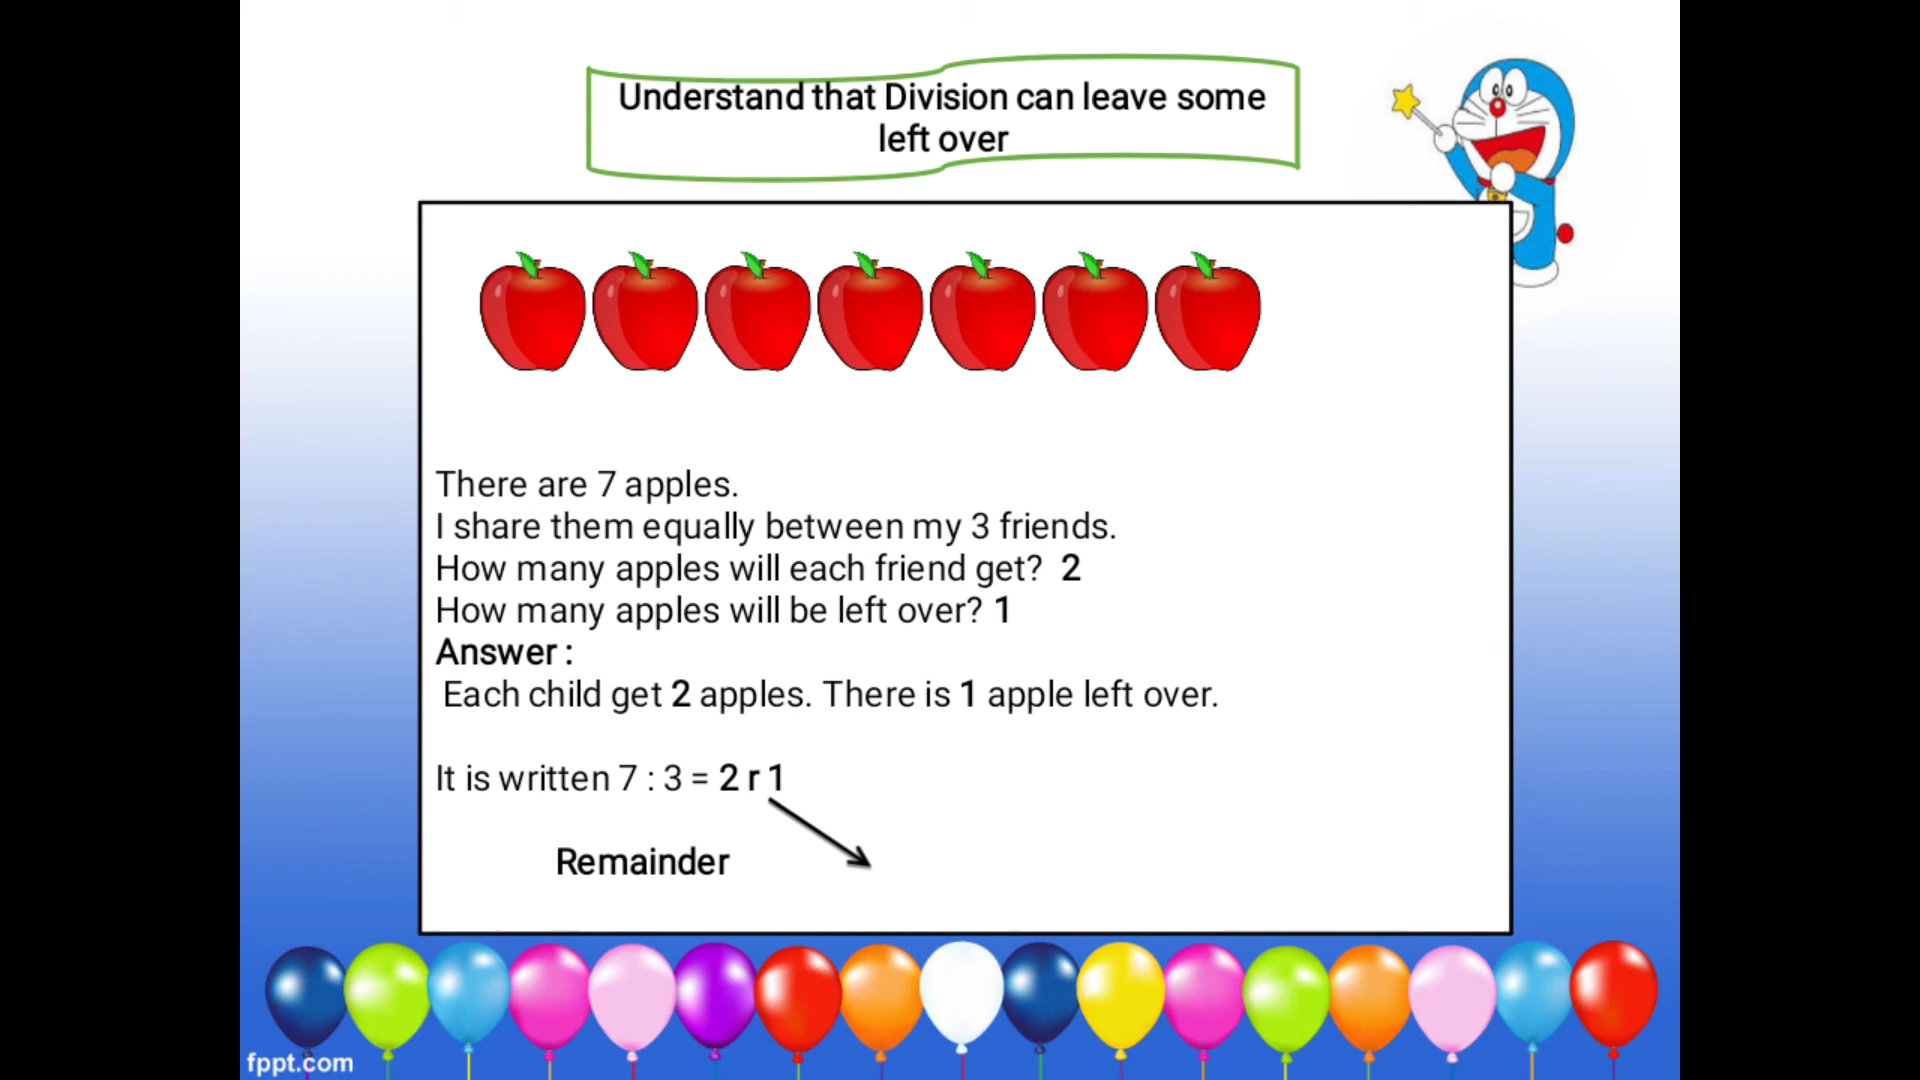 Understand that Division can leave some
left over
There are 7 apples.
I share them equally between my 3 friends.
How many apples will each friend get? 2
How many apples will be left over? 1
Answer :
Each child get 2 apples. There is 1 apple left over.
It is written 7 : 3 = 2 r 1
Remainder
fppt.com